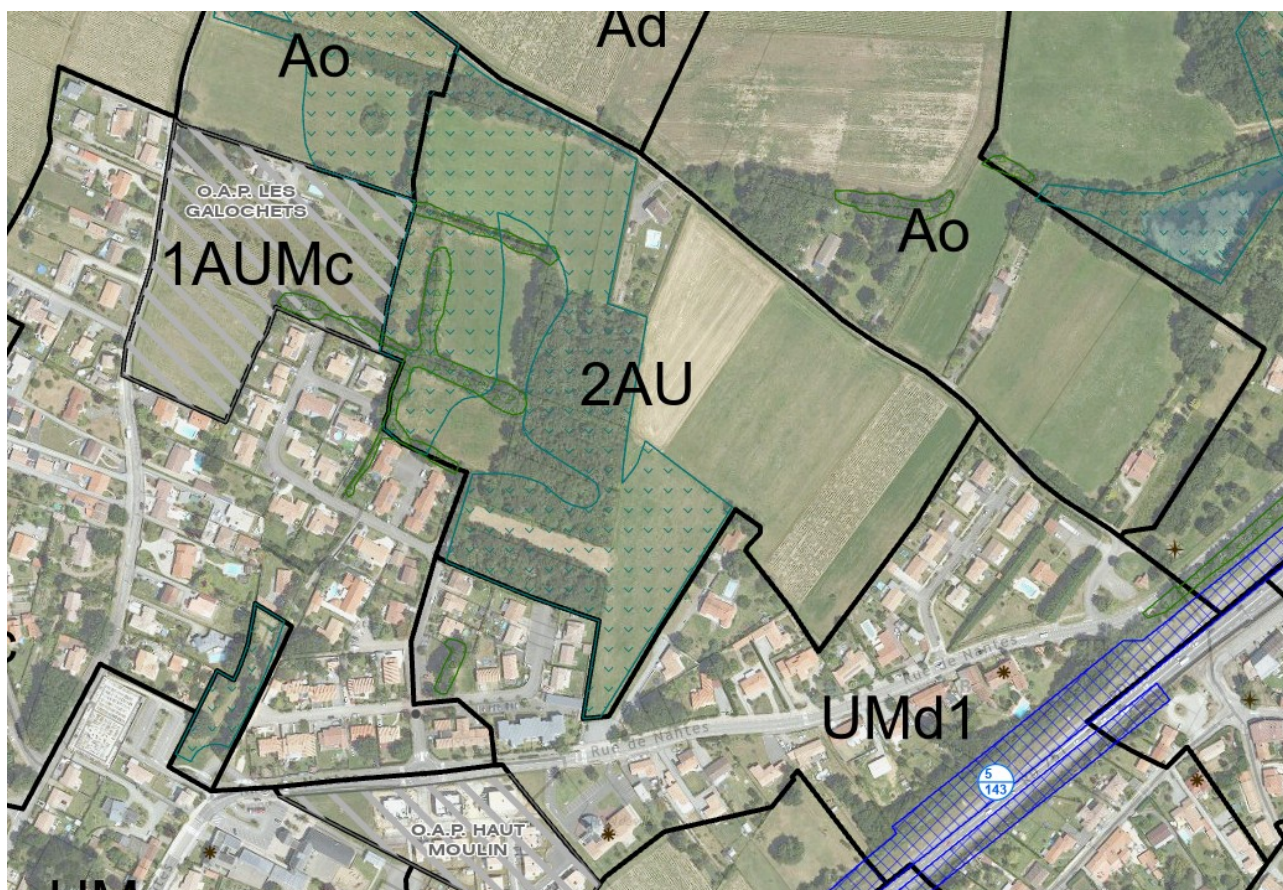 Ad
Ao
O.A.P. LES
GALOCHETS
1AUMc
Ao
2AU
Rue de Nantes
UMd1
Rue de Nantes
5
143
O.A.P. HAUT
MOULIN